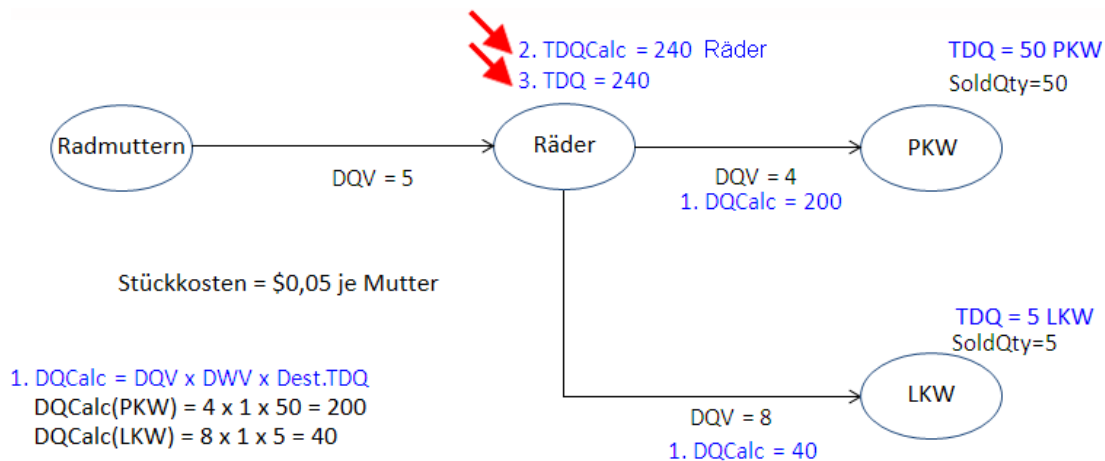 2. TDQCalc = 240 Räder
3. TDQ = 240
TDQ = 50 PKW
SoldQty=50
Radmuttern
Räder
PKW
DQV = 5
DQV = 4
1. DQCalc = 200
Stückkosten = $0,05 je Mutter
TDQ = 5 LKW
SoldQty=5
1. DQCalc = DQV x DWV x Dest.TDQ
DQCalc(PKW) = 4 x 1 x 50 = 200
DQCalc(LKW) = 8 x 1 x 5 = 40
LKW
DQV = 8
1. DQCalc = 40